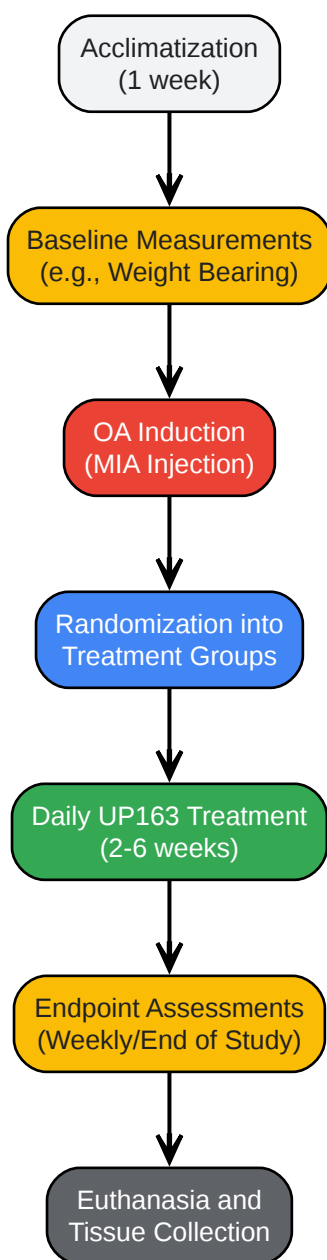 Acclimatization
(1 week)
Baseline Measurements
(e.g., Weight Bearing)
OA Induction
(MIA Injection)
Randomization into
Treatment Groups
Daily UP163 Treatment
(2-6 weeks)
Endpoint Assessments
(Weekly/End of Study)
Euthanasia and
Tissue Collection